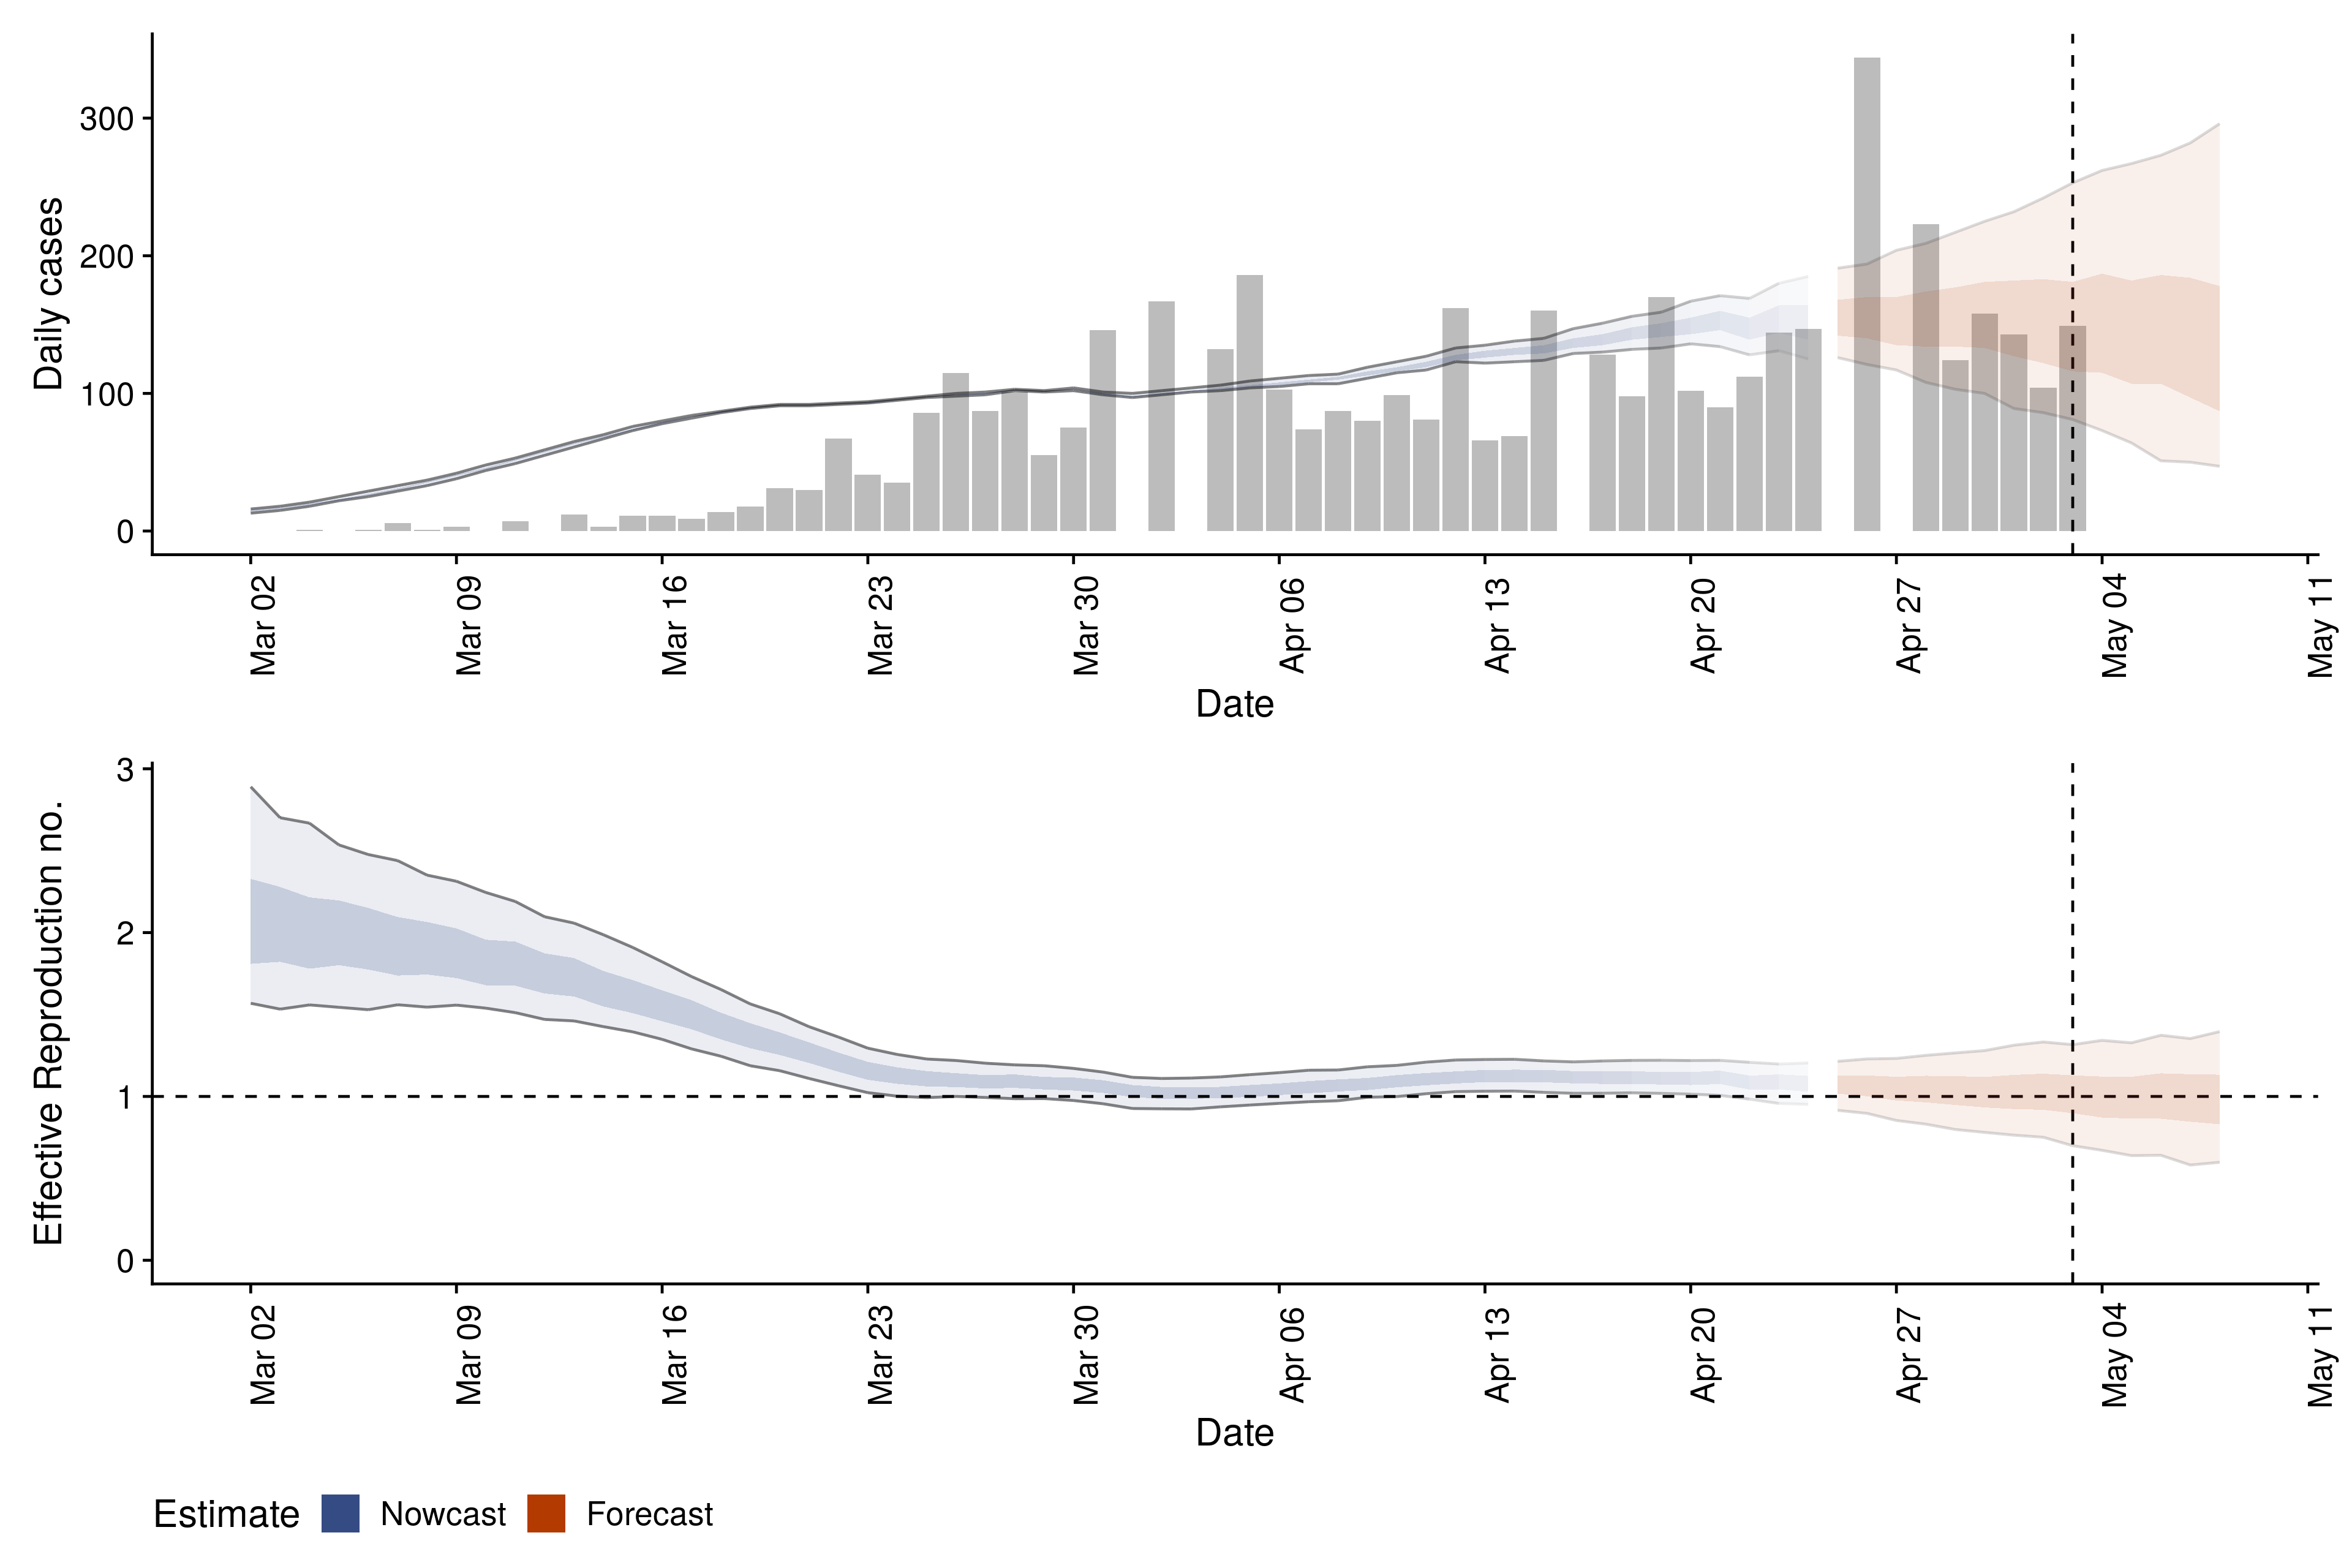 Daily cases
300
200
100
0
Mar 02
Mar 09
Mar 16
Mar 23
Mar 30
Apr 06
Apr 13
Apr 20
Apr 27
May 04
May 11
Date
Effective Reproduction no.
3
2
1
0
Mar 02
Mar 09
Mar 16
Mar 23
Mar 30
Apr 06
Apr 13
Apr 20
Apr 27
May 04
May 11
Date
Estimate Nowcast Forecast